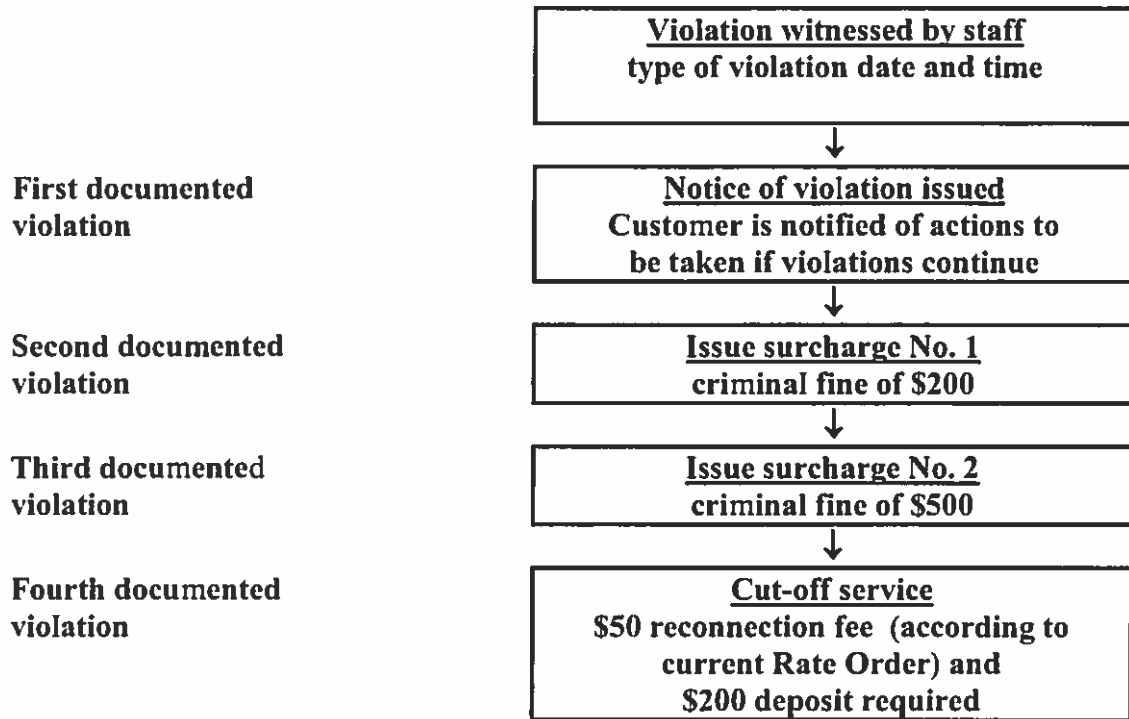 Violation witnessed by staff
type of violation date and time
First documented
violation
Notice of violation issued
Customer is notified of actions to
be taken if violations continue
Second documented
violation
Issue surcharge No. 1
criminal fine of $200
Third documented
violation
Issue surcharge No. 2
criminal fine of $500
Fourth documented
violation
Cut-off service
$50 reconnection fee (according to
current Rate Order) and
$200 deposit required